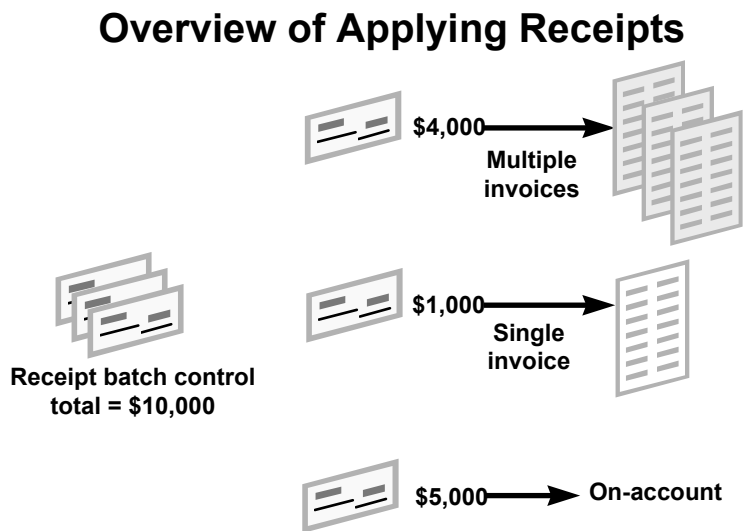 Overview of Applying Receipts
$4,000
Multiple
invoices
$1,000
Single
invoice
Receipt batch control
total = $10,000
$5,000
On-account